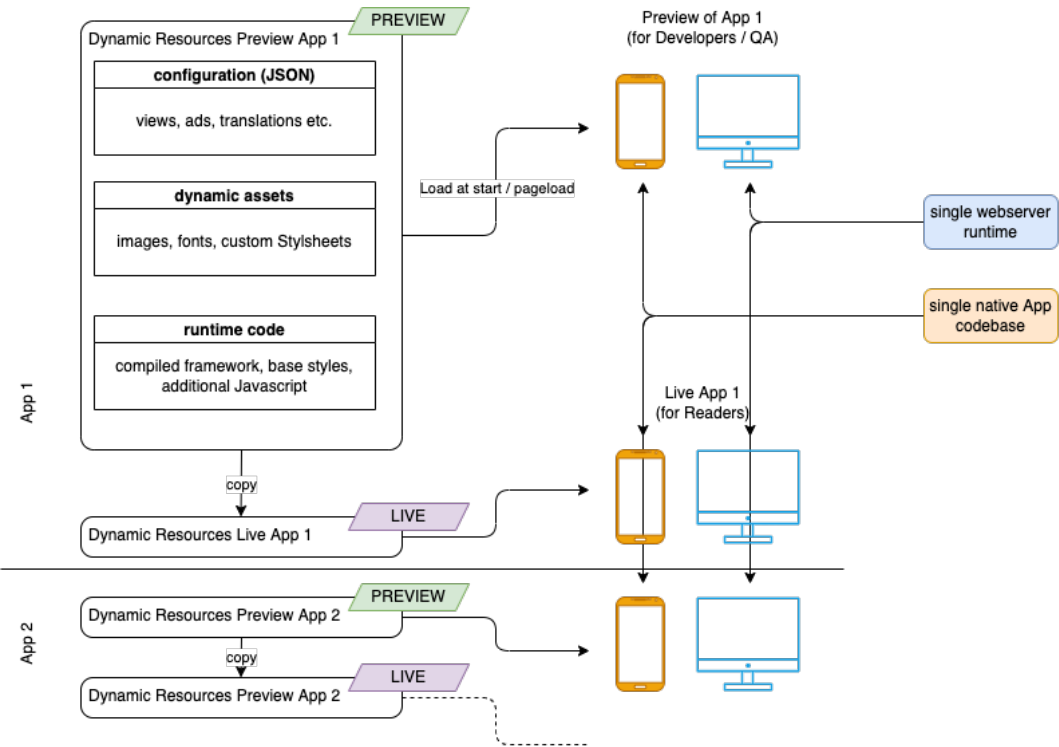 PREVIEW
Dynamic Resources Preview App 1
configuration (JSON)
views, ads, translations etc.
dynamic assets
images, fonts, custom Stylsheets
runtime code
compiled framework, base styles,
additional Javascript
App 1
Load at start / pageload
Preview of App 1
(for Developers / QA)
single webserver
runtime
single native App
codebase
Live App 1
(for Readers)
copy
LIVE
Dynamic Resources Live App 1
PREVIEW
Dynamic Resources Preview App 2
App 2
copy
LIVE
Dynamic Resources Preview App 2